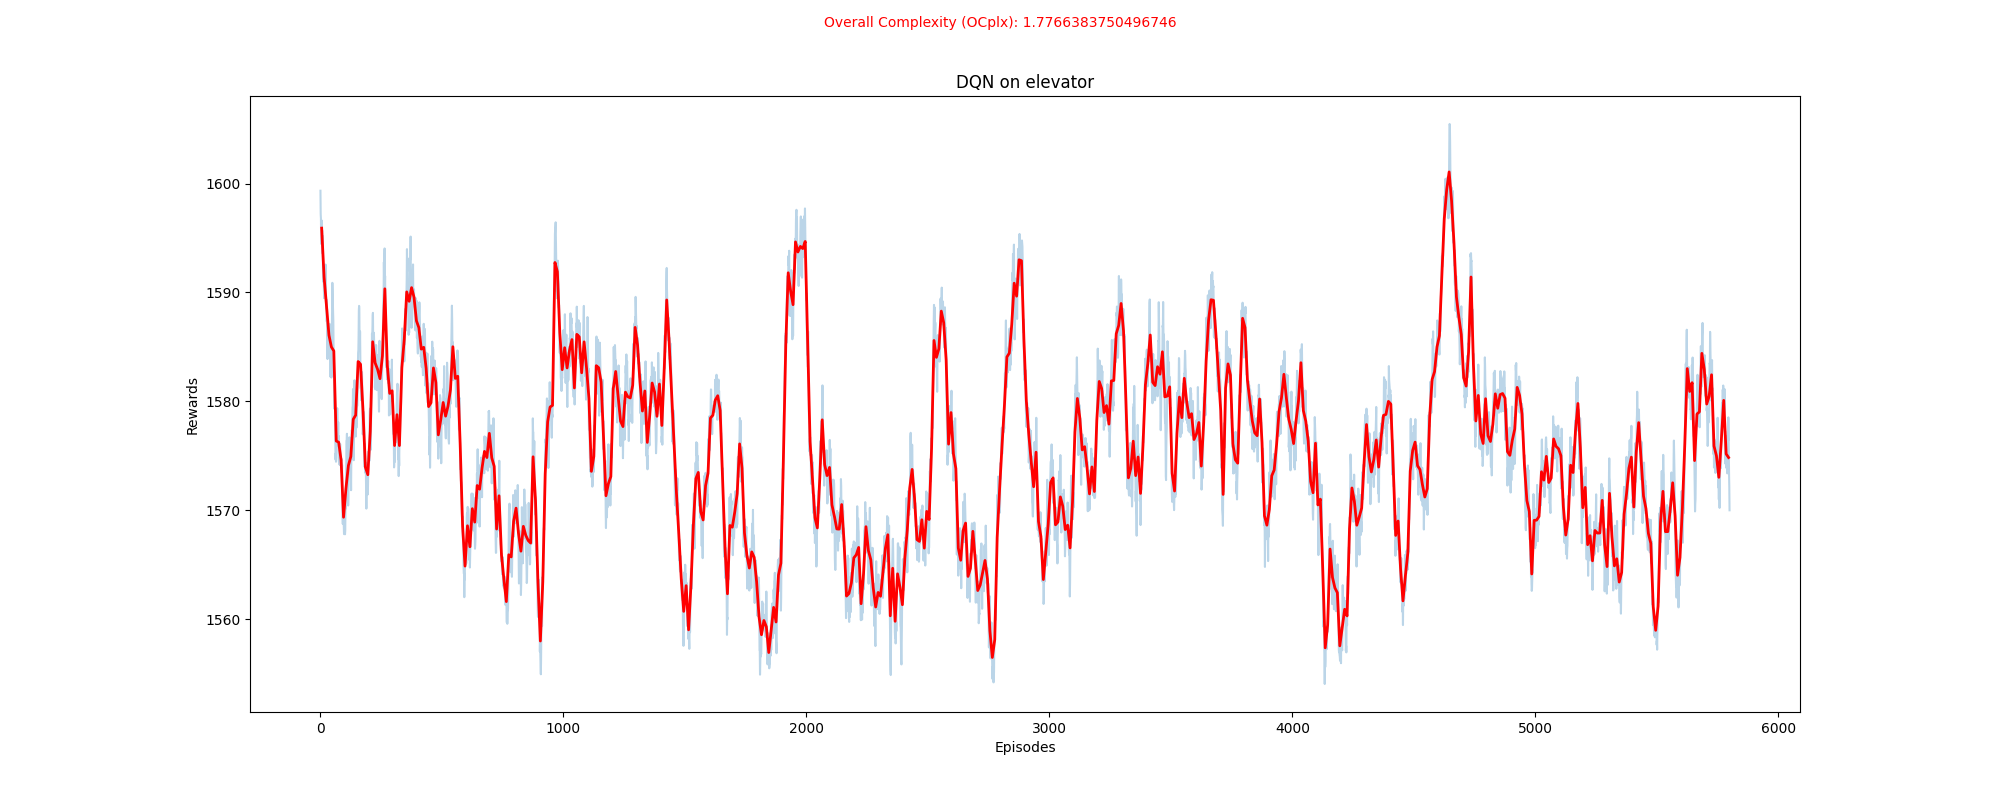 Overall Complexity (OCplx): 1.7766383750496746
DQN on elevator
1600
1590
1580
1570
1560
Rewards
0 1000 2000 3000 4000 5000 6000
Episodes